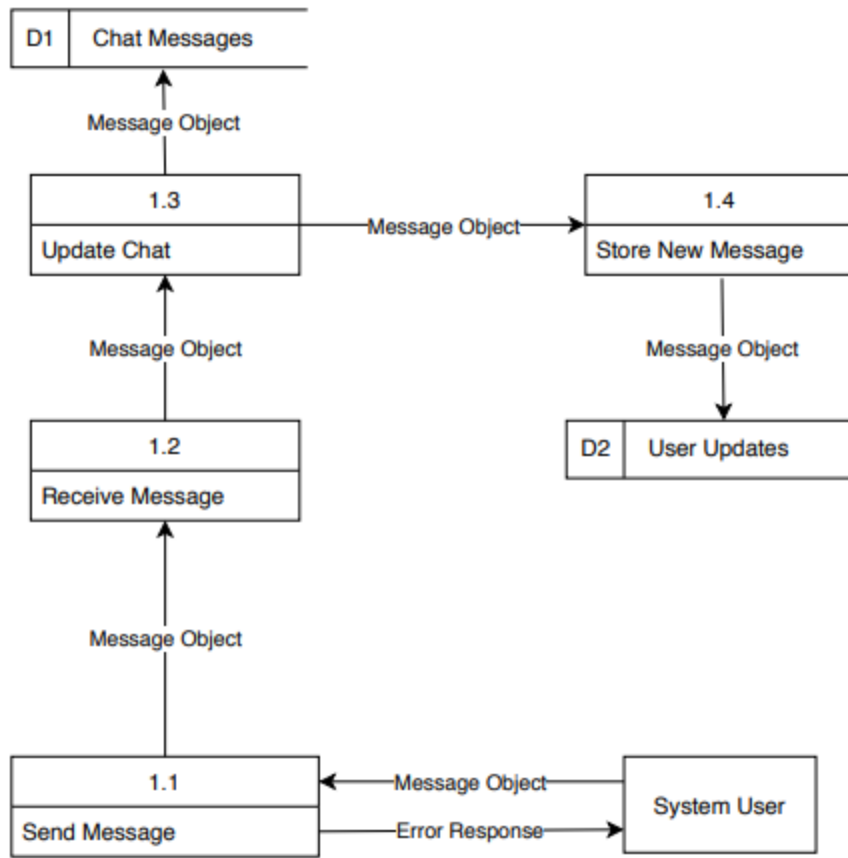 D1 Chat Messages
Message Object
1.3
Update Chat
Message Object
1.4
Store New Message
Message Object
Message Object
1.2
Receive Message
D2 User Updates
Message Object
1.1
Send Message
Message Object
Error Response
System User